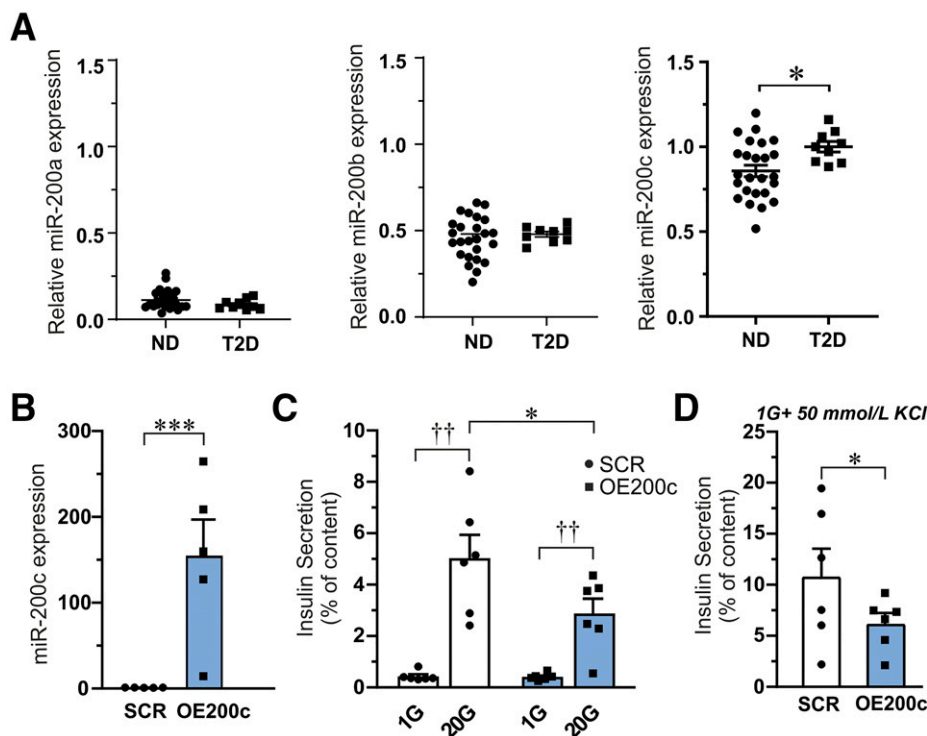 A
Relative miR-200a expression
1.5
1.0
0.5
0.0
ND
T2D
Relative miR-200b expression
1.5
1.0
0.5
0.0
ND
T2D
Relative miR-200c expression
1.5
1.0
0.5
0.0
*
ND
T2D
B
miR-200c expression
300
200
100
0
***
SCR
OE200c
C
Insulin Secretion
(% of content)
10
8
6
4
2
0
††
*
††
SCR
OE200c
1G
20G
1G
20G
D
1G+ 50 mmol/L KCl
Insulin Secretion
(% of content)
25
20
15
10
5
0
*
SCR
OE200c